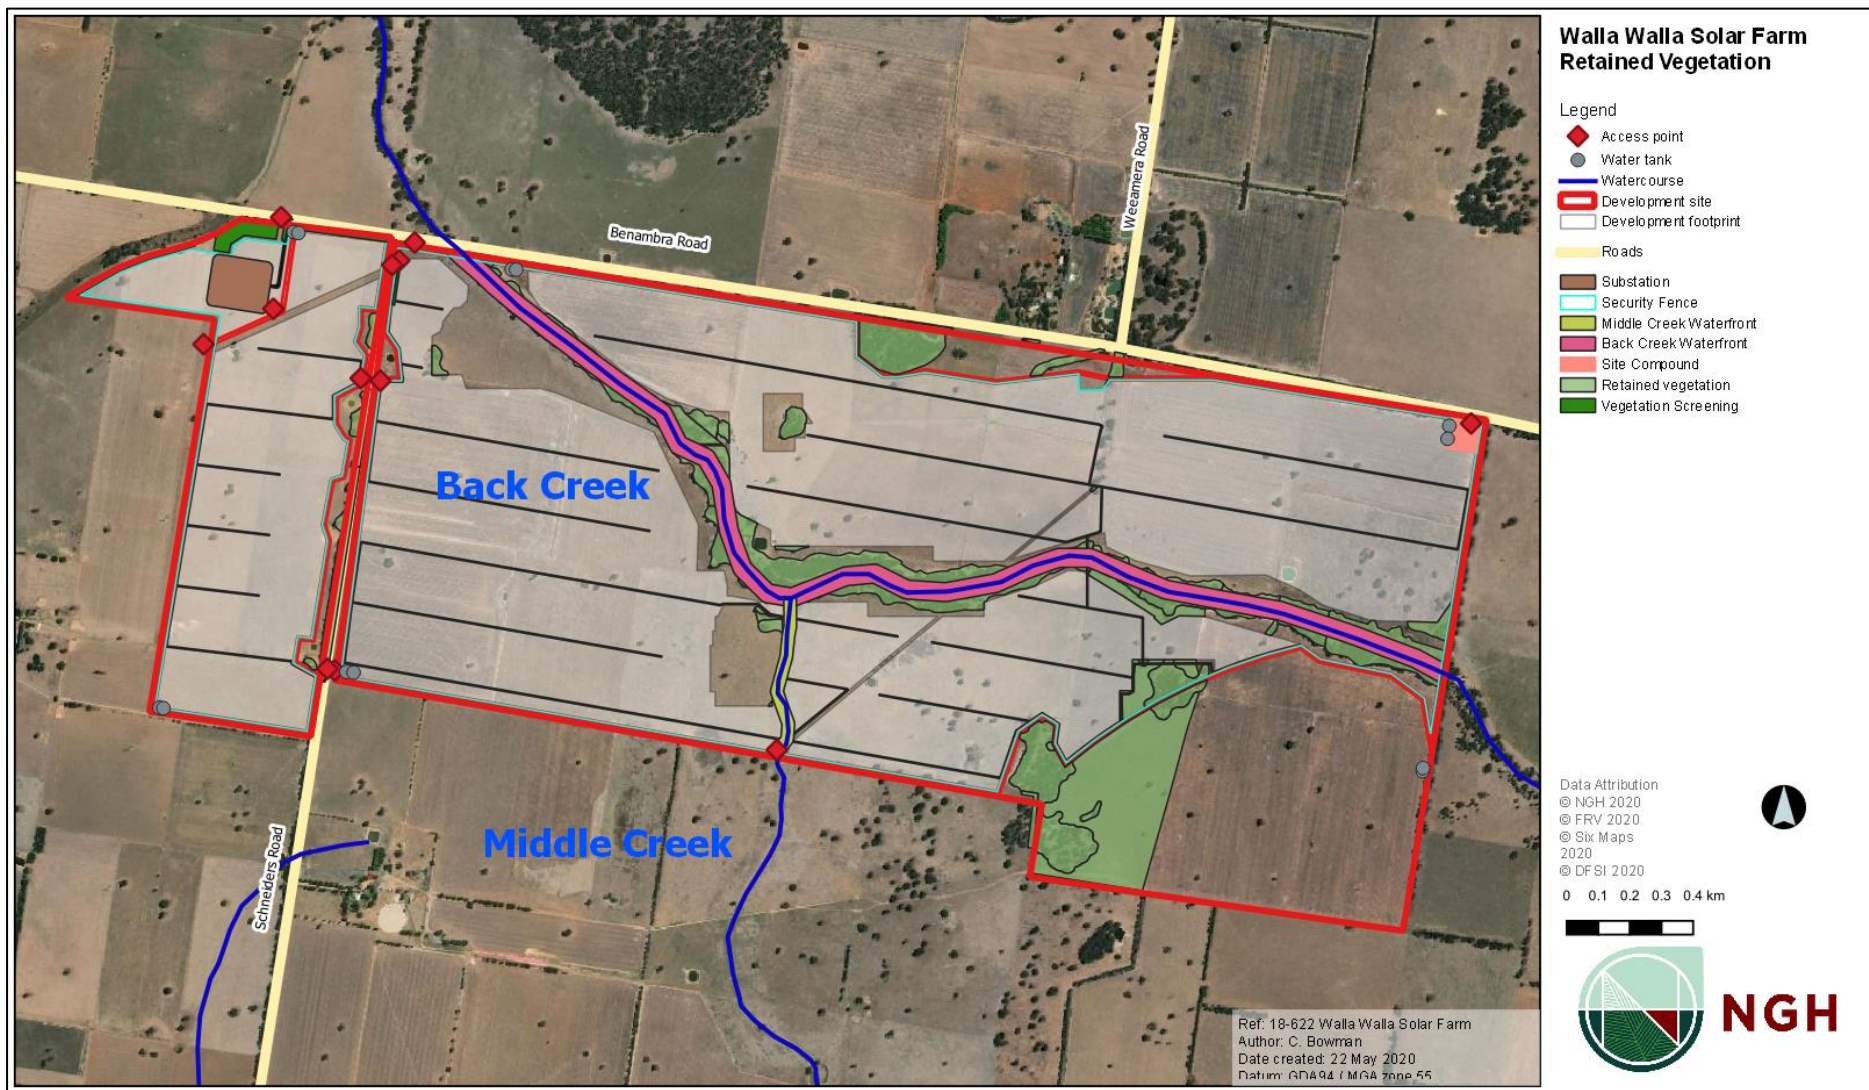 Walla Walla Solar Farm
Retained Vegetation
Legend
Access point
Water tank
Watercourse
Development site
Development footprint
Roads
Substation
Security Fence
Middle Creek Waterfront
Back Creek Waterfront
Site Compound
Retained vegetation
Vegetation Screening
Benambra Road
Weeamera Road
Back Creek
Middle Creek
Schneiders Road
Data Attribution
© NGH 2020
© FRV 2020
© Six Maps
2020
© DFSI 2020
0 0.1 0.2 0.3 0.4 km
NGH
Ref: 18-622 Walla Walla Solar Farm
Author: C. Bowman
Date created: 22 May 2020
Datum: GDA94 / MGA zone 55